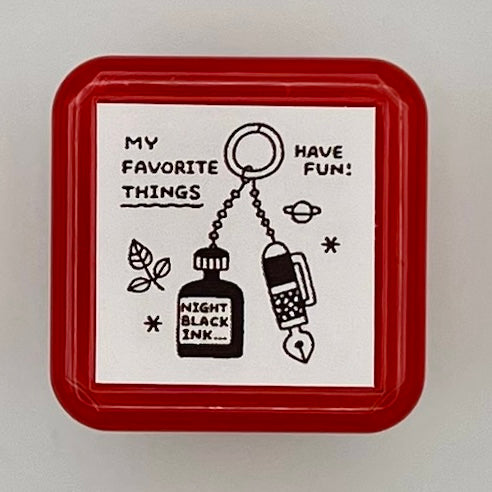 MY
FAVORITE
THINGS
HAVE
FUN!
NIGHT
BLACK
INK...